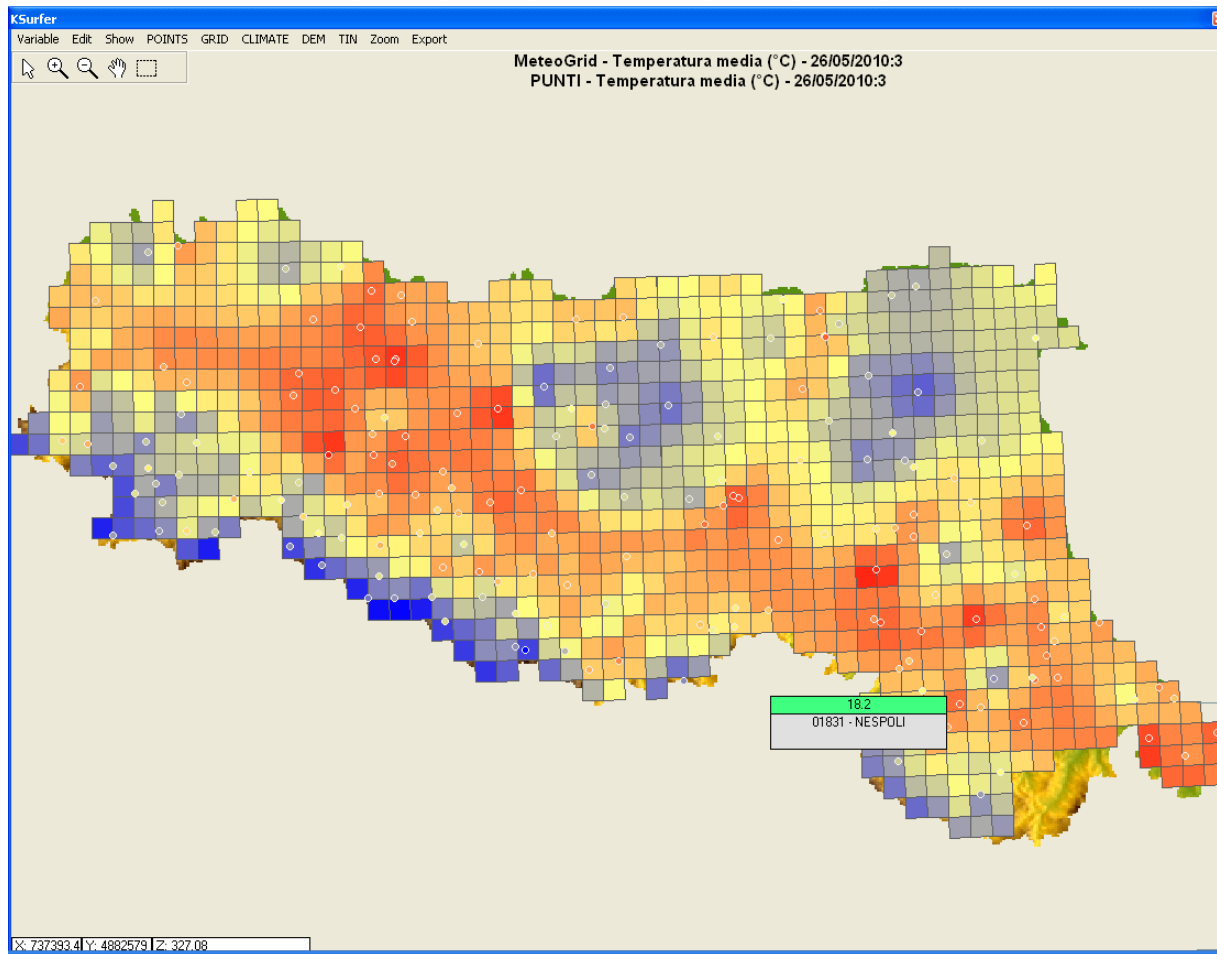 KSurfer
Variable Edit Show POINTS GRID CLIMATE DEM TIN Zoom Export
MeteoGrid - Temperatura media (°C) - 26/05/2010:3
PUNTI - Temperatura media (°C) - 26/05/2010:3
18.2
01831 - NESPOLI
X: 737393.4 Y: 4882579 Z: 327.08